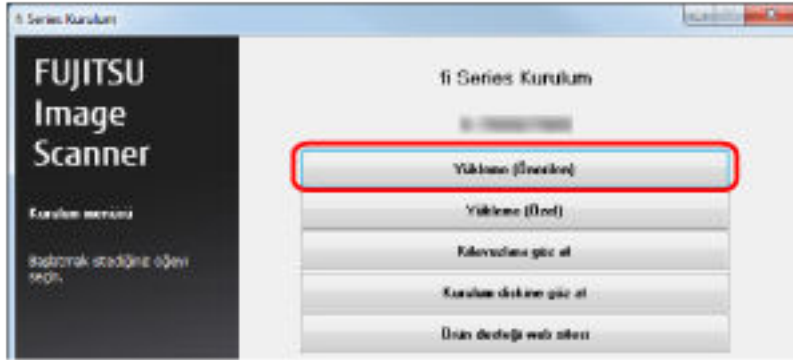 fi Series Kurulum
FUJITSU
Image
Scanner
Kurulum menüsü
Başlatmak istediğiniz öğeyi
seçin.
fi Series Kurulum
Yükleme (Önerilen)
Yükleme (Özel)
Kılavuzlara göz at
Kurulum diskine göz at
Ürün desteği web sitesi